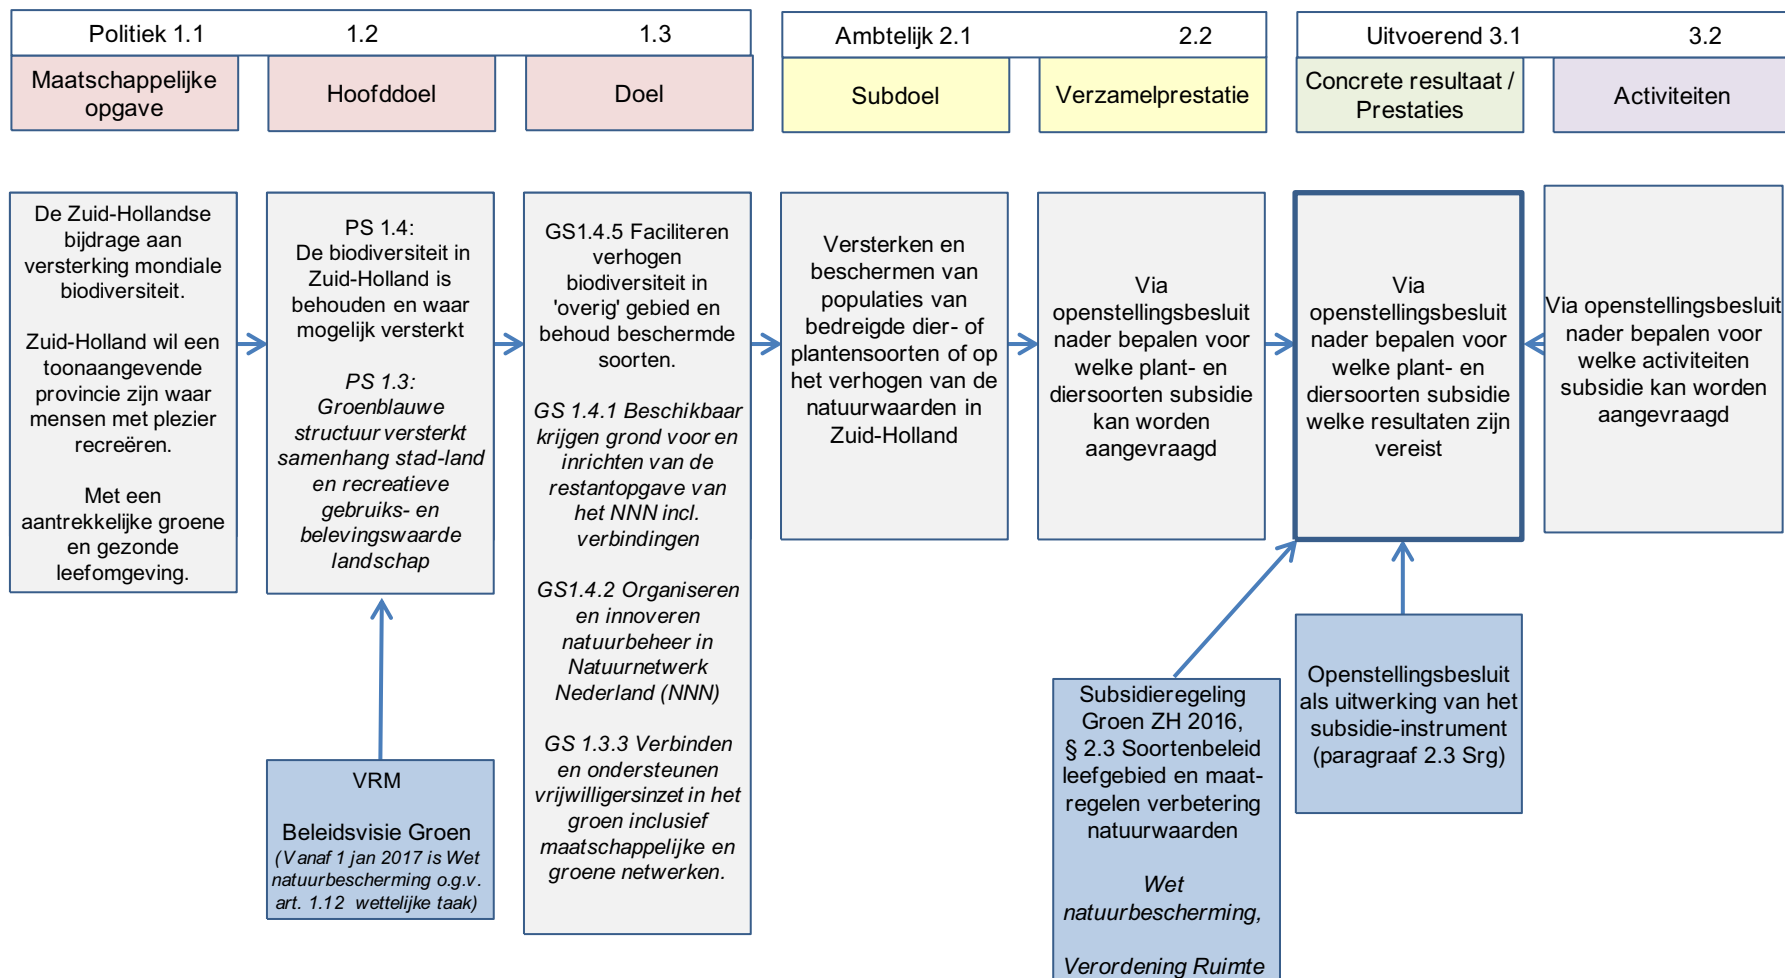 Politiek 1.1
1.2
1.3
Ambtelijk 2.1
2.2
Uitvoerend 3.1
3.2
Maatschappelijke
opgave
Hoofddoel
Doel
Subdoel
Verzamelprestatie
Concrete resultaat /
Prestaties
Activiteiten
De Zuid-Hollandse
bijdrage aan
versterking mondiale
biodiversiteit.
Zuid-Holland wil een
toonaangevende
provincie zijn waar
mensen met plezier
recreëren.
Met een
aantrekkelijke groene
en gezonde
leefomgeving.
PS 1.4:
De biodiversiteit in
Zuid-Holland is
behouden en waar
mogelijk versterkt
PS 1.3:
Groenblauwe
structuur versterkt
samenhang stad-land
en recreatieve
gebruiks- en
belevingswaarde
landschap
GS1.4.5 Faciliteren
verhogen
biodiversiteit in
'overig' gebied en
behoud beschermde
soorten.
GS 1.4.1 Beschikbaar
krijgen grond voor en
inrichten van de
restantopgave van
het NNN incl.
verbindingen
GS1.4.2 Organiseren
en innoveren
natuurbeheer in
Natuurnetwerk
Nederland (NNN)
GS 1.3.3 Verbinden
en ondersteunen
vrijwilligersinzet in het
groen inclusief
maatschappelijke en
groene netwerken.
Versterken en
beschermen van
populaties van
bedreigde dier- of
plantensoorten of op
het verhogen van de
natuurwaarden in
Zuid-Holland
Via
openstellingsbesluit
nader bepalen voor
welke plant- en
diersoorten subsidie
kan worden
aangevraagd
Via
openstellingsbesluit
nader bepalen voor
welke plant- en
diersoorten subsidie
welke resultaten zijn
vereist
Via openstellingsbesluit
nader bepalen voor
welke activiteiten
subsidie kan worden
aangevraagd
VRM
Beleidsvisie Groen
(Vanaf 1 jan 2017 is Wet
natuurbescherming o.g.v.
art. 1.12 wettelijke taak)
Subsidieregeling
Groen ZH 2016,
§ 2.3 Soortenbeleid
leefgebied en maat-
regelen verbetering
natuurwaarden
Wet
natuurbescherming,
Verordening Ruimte
Openstellingsbesluit
als uitwerking van het
subsidie-instrument
(paragraaf 2.3 Srg)